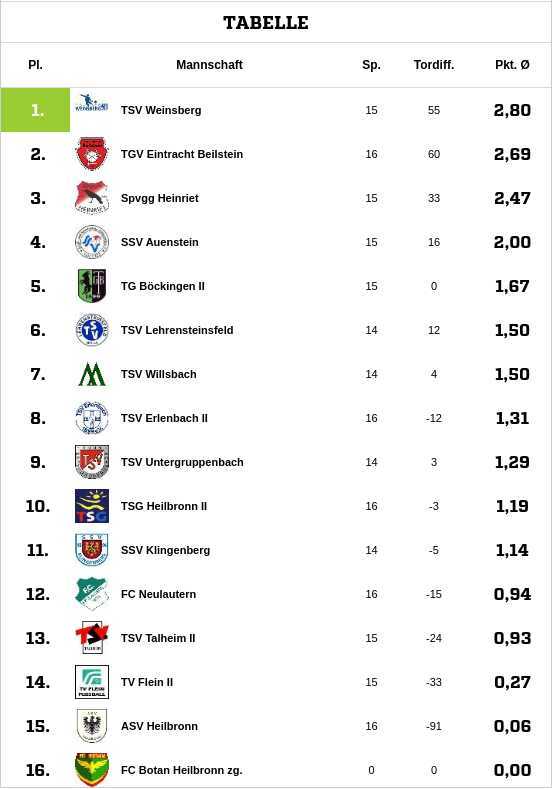 TABELLE
Pl. Mannschaft Sp. Tordiff. Pkt. Ø
1. TSV Weinsberg 15 55 2,80
2. TGV Eintracht Beilstein 16 60 2,69
3. Spvgg Heinriet 15 33 2,47
4. SSV Auenstein 15 16 2,00
5. TG Böckingen II 15 0 1,67
6. TSV Lehrensteinsfeld 14 12 1,50
7. TSV Willsbach 14 4 1,50
8. TSV Erlenbach II 16 -12 1,31
9. TSV Untergruppenbach 14 3 1,29
10. TSG TSG Heilbronn II 16 -3 1,19
11. SSV Klingenberg 14 -5 1,14
12. FC Neulautern 16 -15 0,94
13. TSV TSV Talheim II 15 -24 0,93
14. TV FLEIN FUSSBALL TV Flein II 15 -33 0,27
15. ASV Heilbronn 16 -91 0,06
16. FC Botan Heilbronn zg. 0 0 0,00